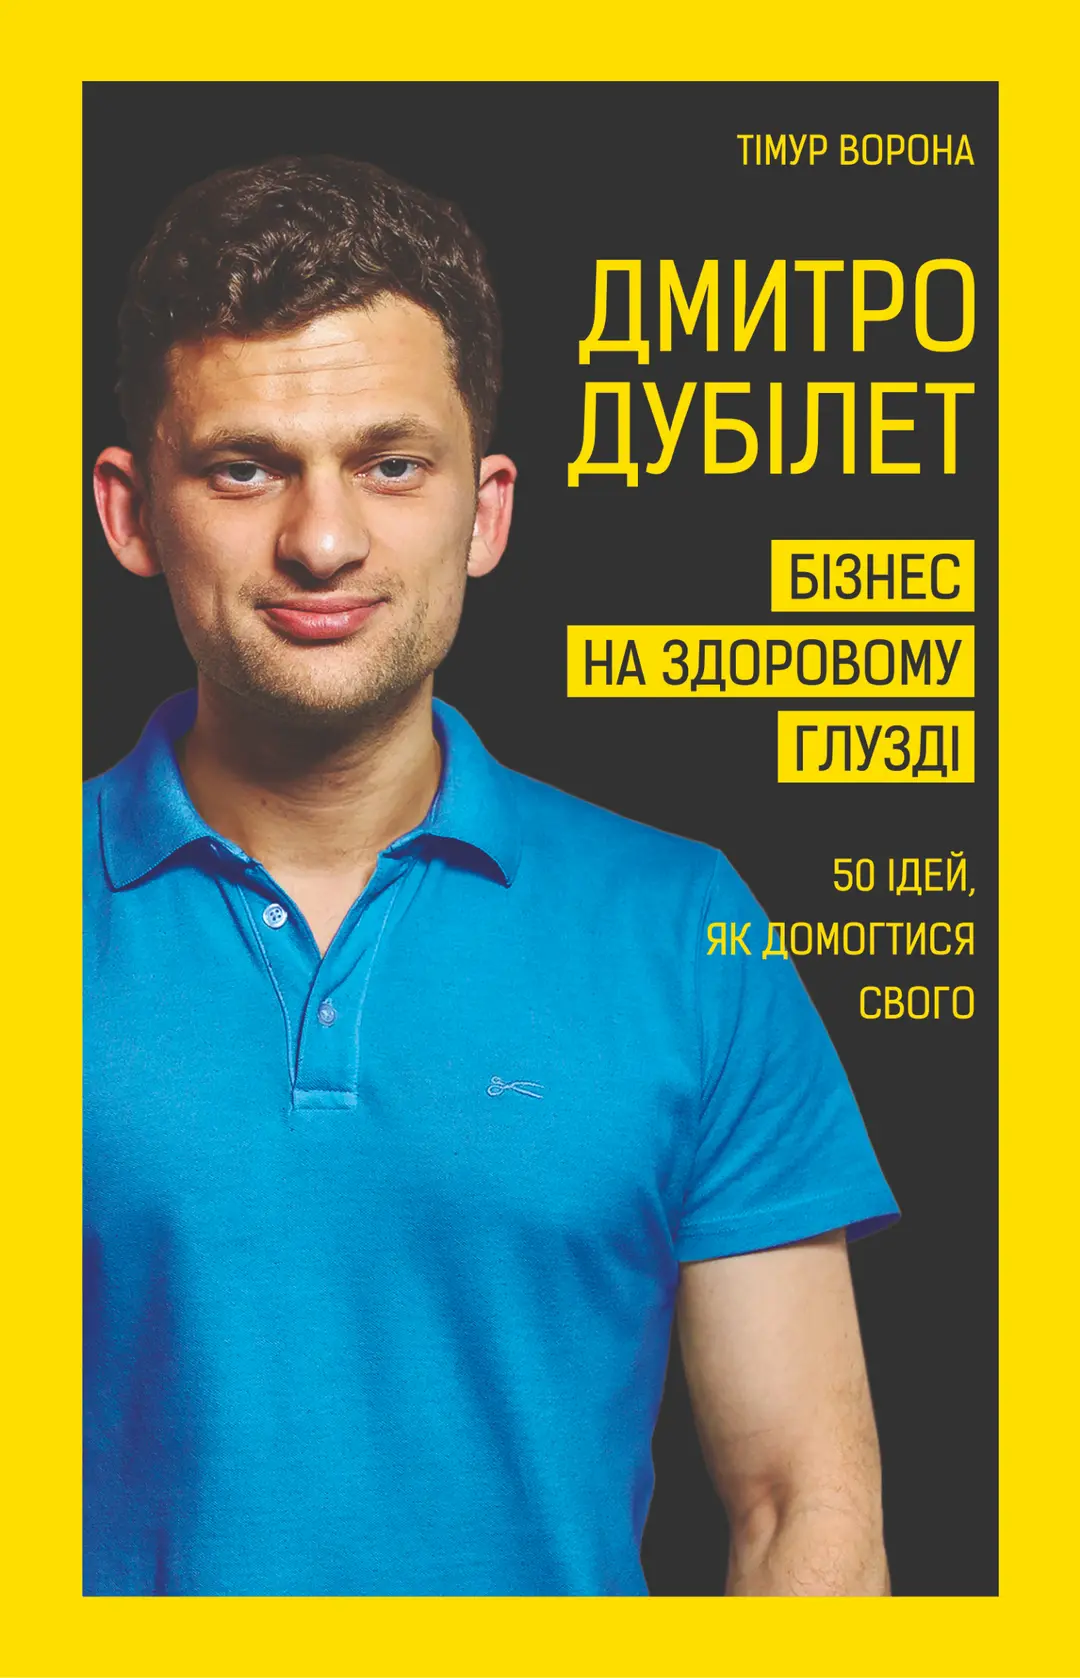 ТІМУР ВОРОНА
ДМИТРО
ДУБІЛЕТ
БІЗНЕС
НА ЗДОРОВОМУ
ГЛУЗДІ
50 ІДЕЙ,
ЯК ДОМОГТИСЯ
СВОГО